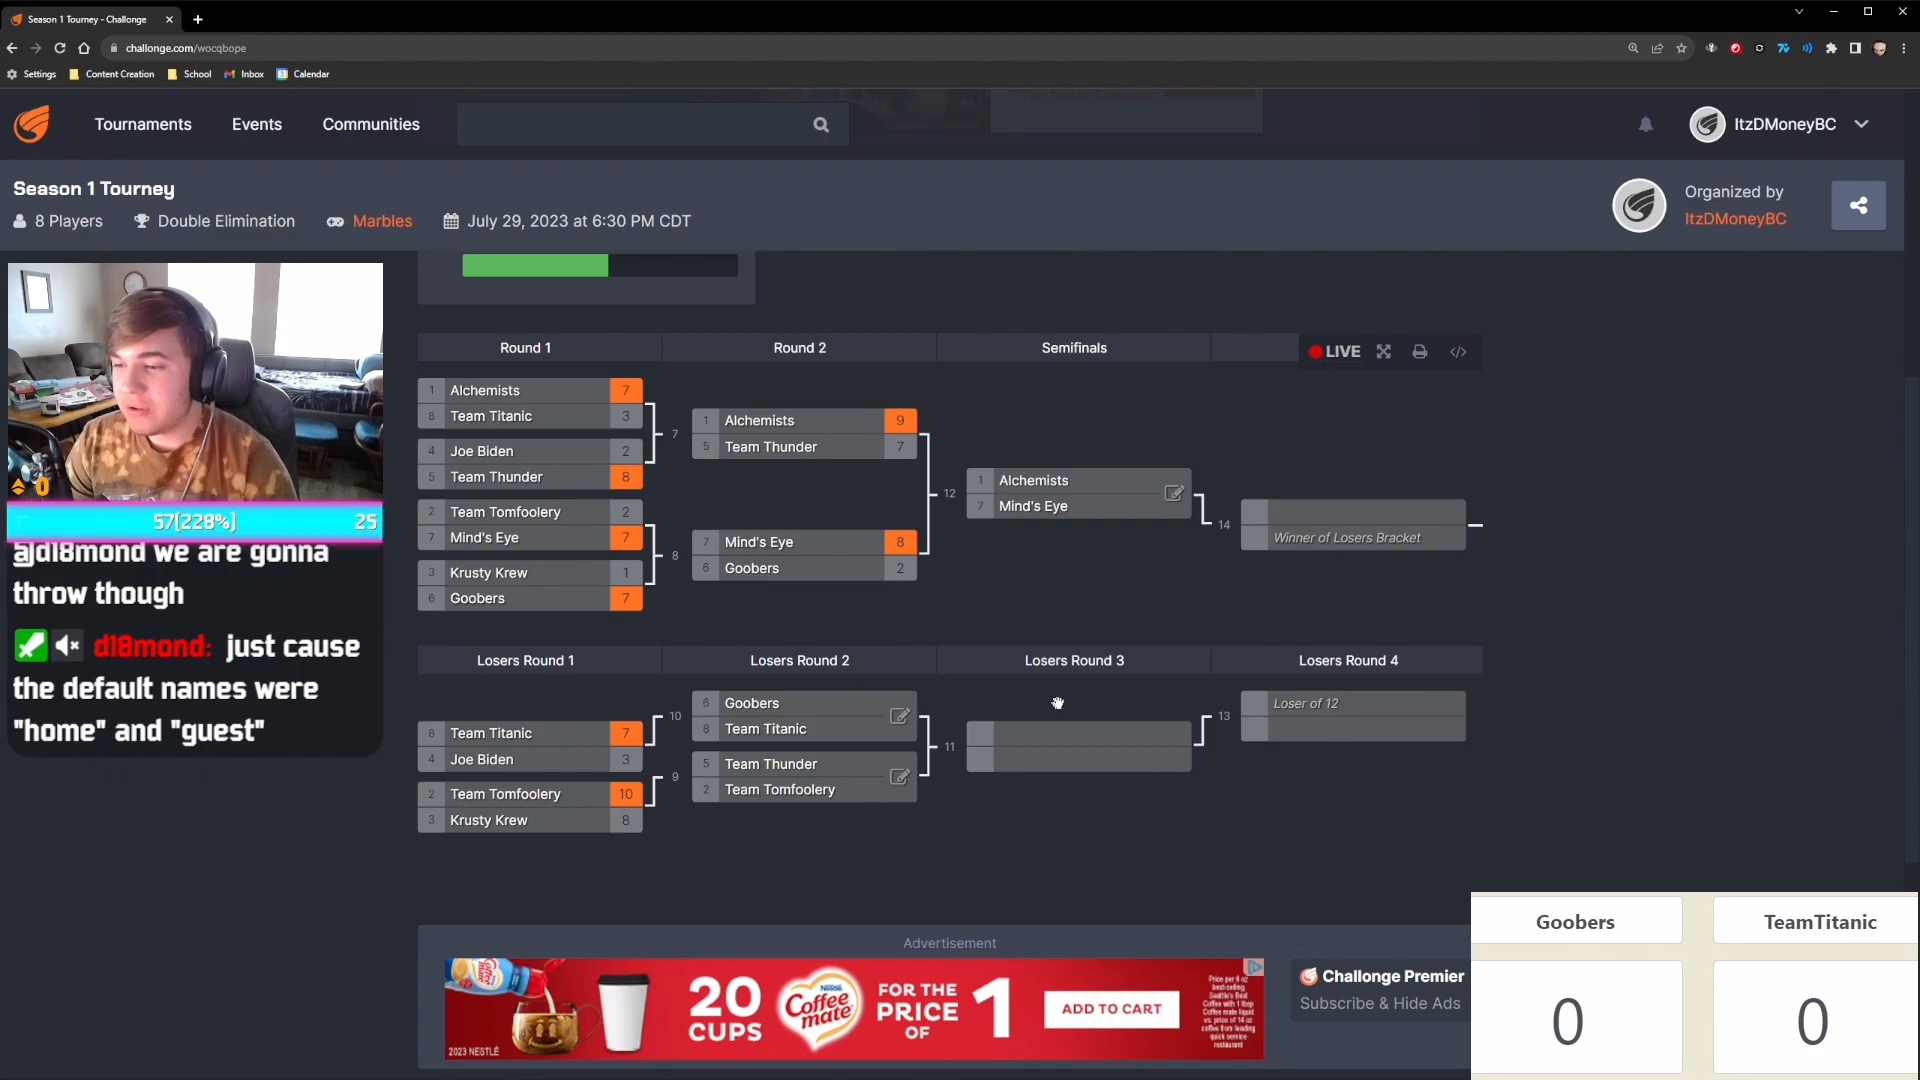 Season 1 Tourney - Challonge
challonge.com/wocqbope
Settings
Content Creation
School
Inbox
Calendar
Tournaments
Events
Communities
ItzDMoneyBC
Season 1 Tourney
8 Players
Double Elimination
Marbles
July 29, 2023 at 6:30 PM CDT
Organized by
ItzDMoneyBC
Round 1
Round 2
Semifinals
LIVE
1 Alchemists 7
8 Team Titanic 3
4 Joe Biden 2
5 Team Thunder 8
2 Team Tomfoolery 2
7 Mind's Eye 7
3 Krusty Krew 1
6 Goobers 7
7
8
1 Alchemists 9
5 Team Thunder 7
7 Mind's Eye 8
6 Goobers 2
12
1 Alchemists
7 Mind's Eye
14
Winner of Losers Bracket
Losers Round 1
Losers Round 2
Losers Round 3
Losers Round 4
8 Team Titanic 7
4 Joe Biden 3
2 Team Tomfoolery 10
3 Krusty Krew 8
10
9
6 Goobers
8 Team Titanic
5 Team Thunder
2 Team Tomfoolery
11
13
Loser of 12
0
57(228%)
25
@d18mond we are gonna
throw though
d18mond: just cause
the default names were
"home" and "guest"
Advertisement
20
CUPS
Nestlé
Coffee
mate
FOR THE
PRICE
OF
1
ADD TO CART
2023 NESTLÉ
Challonge Premier
Subscribe & Hide Ads
Goobers
TeamTitanic
0
0